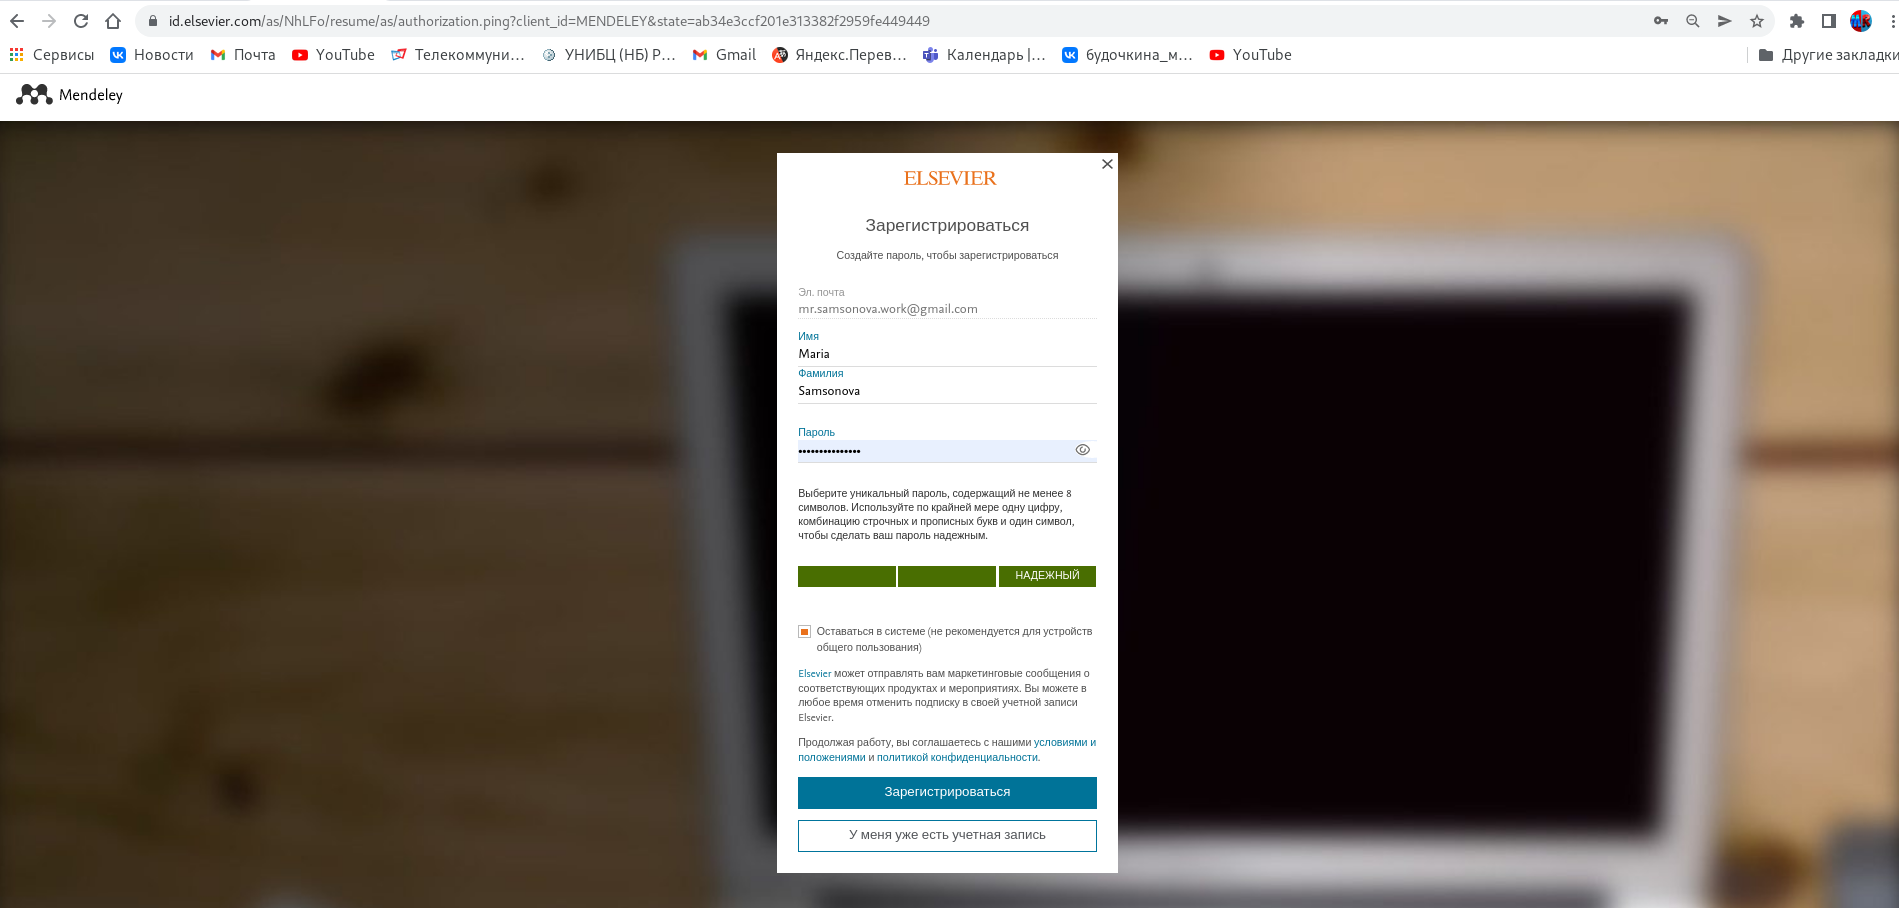 id.elsevier.com/as/NhLFo/resume/as/authorization.ping?client_id=MENDELEY&state=ab34e3ccf201e313382f2959fe449449
Сервисы Новости Почта YouTube Телекоммуни... УНИБЦ (НБ) Р... Gmail Яндекс.Перев... Календарь |... будочкина_м... YouTube Другие закладки
Mendeley
ELSEVIER
Зарегистрироваться
Создайте пароль, чтобы зарегистрироваться
Эл. почта
mr.samsonova.work@gmail.com
Имя
Maria
Фамилия
Samsonova
Пароль
•••••••••••••••
Выберите уникальный пароль, содержащий не менее 8
символов. Используйте по крайней мере одну цифру,
комбинацию строчных и прописных букв и один символ,
чтобы сделать ваш пароль надежным.
НАДЕЖНЫЙ
Оставаться в системе (не рекомендуется для устройств
общего пользования)
Elsevier может отправлять вам маркетинговые сообщения о
соответствующих продуктах и мероприятиях. Вы можете в
любое время отменить подписку в своей учетной записи
Elsevier.
Продолжая работу, вы соглашаетесь с нашими условиями и
положениями и политикой конфиденциальности.
Зарегистрироваться
У меня уже есть учетная запись